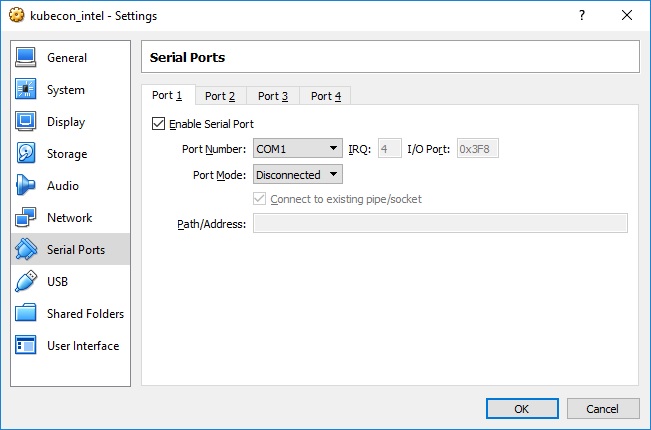 kubecon_intel - Settings
General
System
Display
Storage
Audio
Network
Serial Ports
USB
Shared Folders
User Interface
Serial Ports
Port 1 Port 2 Port 3 Port 4
Enable Serial Port
Port Number: COM1 IRQ: 4 I/O Port: 0x3F8
Port Mode: Disconnected
Connect to existing pipe/socket
Path/Address:
OK Cancel